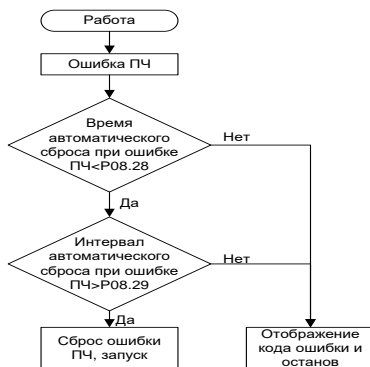 Работа
Ошибка ПЧ
Время
автоматического
сброса при ошибке
ПЧ<P08.28
Нет
Да
Интервал
автоматического
сброса при ошибке
ПЧ>P08.29
Нет
Да
Сброс ошибки
ПЧ, запуск
Отображение
кода ошибки и
останов